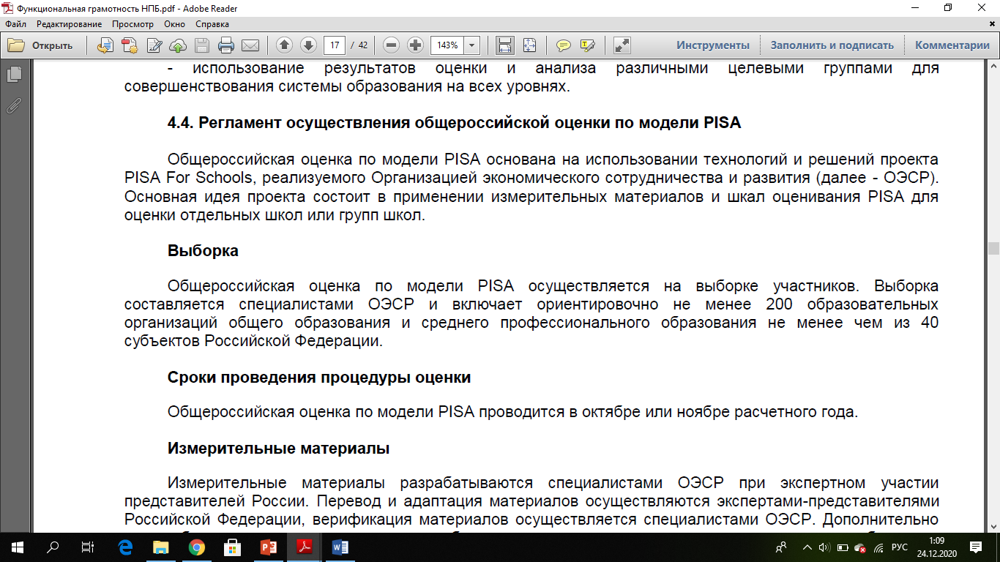 Функциональная грамотность НПБ.pdf - Adobe Reader
Файл Редактирование Просмотр Окно Справка
Открыть 17 / 42 143% Инструменты Заполнить и подписать Комментарии
- использование результатов оценки и анализа различными целевыми группами для
совершенствования системы образования на всех уровнях.
4.4. Регламент осуществления общероссийской оценки по модели PISA
Общероссийская оценка по модели PISA основана на использовании технологий и решений проекта
PISA For Schools, реализуемого Организацией экономического сотрудничества и развития (далее - ОЭСР).
Основная идея проекта состоит в применении измерительных материалов и шкал оценивания PISA для
оценки отдельных школ или групп школ.
Выборка
Общероссийская оценка по модели PISA осуществляется на выборке участников. Выборка
составляется специалистами ОЭСР и включает ориентировочно не менее 200 образовательных
организаций общего образования и среднего профессионального образования не менее чем из 40
субъектов Российской Федерации.
Сроки проведения процедуры оценки
Общероссийская оценка по модели PISA проводится в октябре или ноябре расчетного года.
Измерительные материалы
Измерительные материалы разрабатываются специалистами ОЭСР при экспертном участии
представителей России. Перевод и адаптация материалов осуществляются экспертами-представителями
Российской Федерации, верификация материалов осуществляется специалистами ОЭСР. Дополнительно
РУС
1:09
24.12.2020